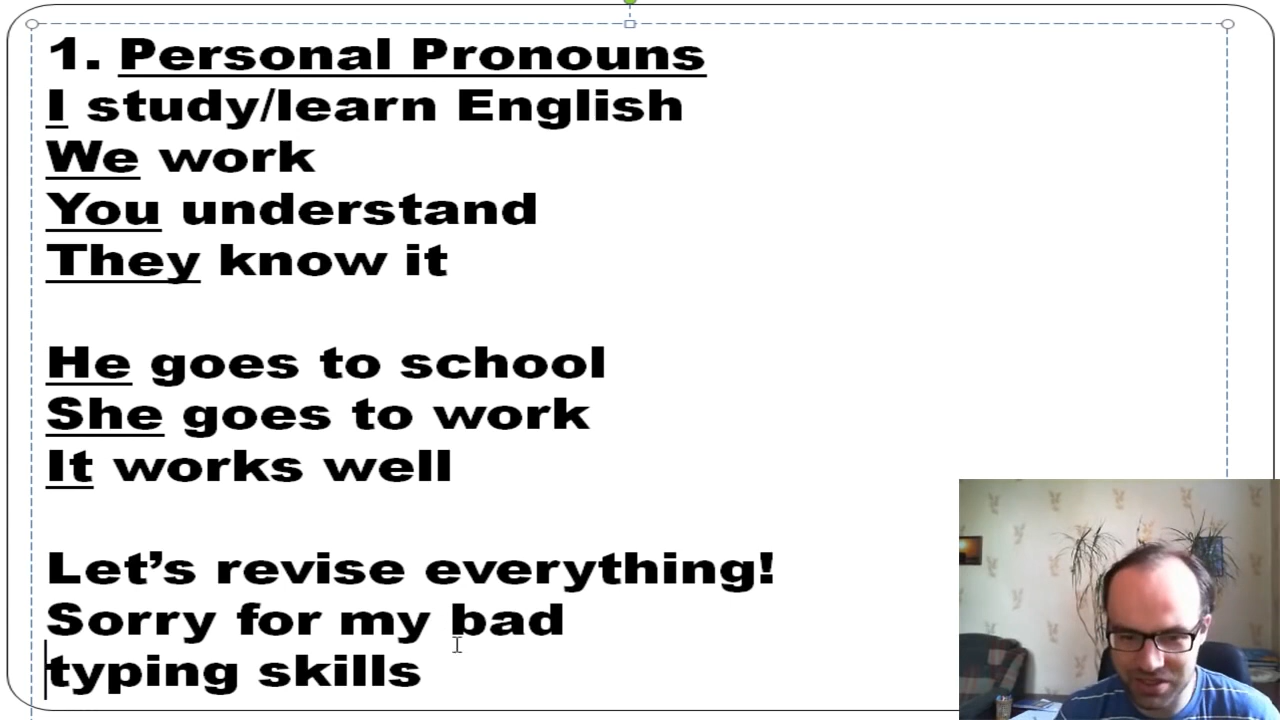 1. Personal Pronouns
I study/learn English
We work
You understand
They know it
He goes to school
She goes to work
It works well
Let’s revise everything!
Sorry for my bad
typing skills